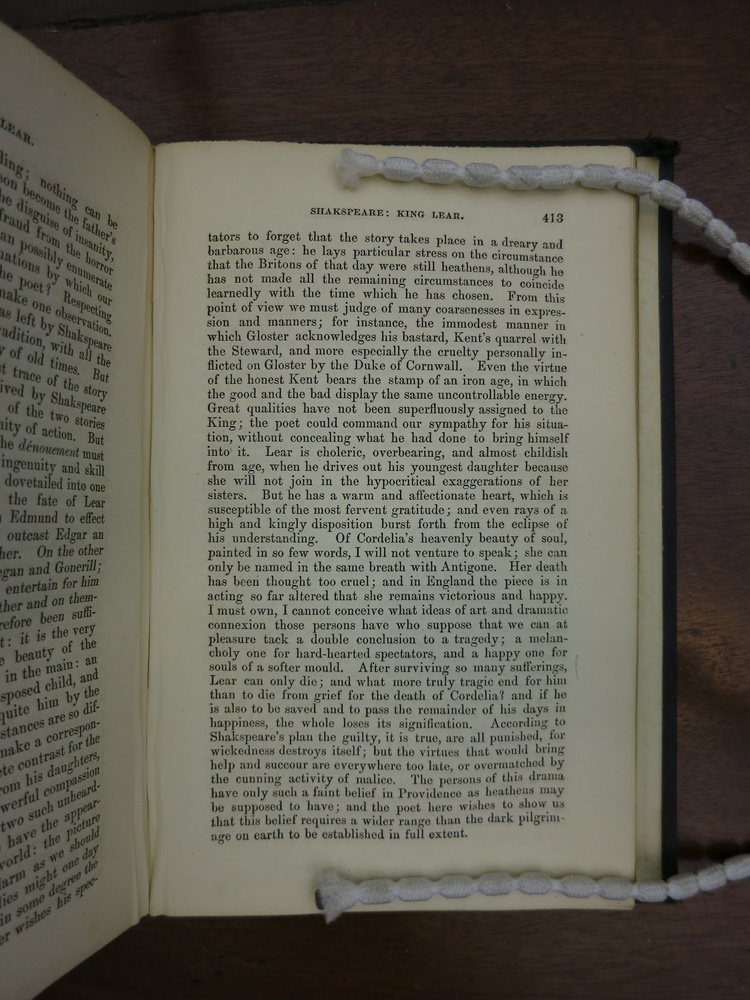 LEAR.
ling; nothing can be
son become the father's
he disguise of insanity,
fraud from the horror
an possibly enumerate
uations by which our
he poet? Respecting
make one observation.
as left by Shakspeare
radition, with all the
y of old times. But
t trace of the story
ived by Shakspeare
of the two stories
nity of action. But
he dénouement must
ingenuity and skill
dovetailed into one
the fate of Lear
Edmund to effect
outcast Edgar an
her. On the other
egan and Gonerill;
entertain for him
ther and on them-
refore been suffi-
t: it is the very
e beauty of the
in the main: an
sposed child, and
quite him by the
stances are so dif-
make a correspon-
te contrast for the
rom his daughters,
werful compassion
two such unheard-
have the appear-
world: the picture
larm as we should
lies might one day
in some degree the
er wishes his spec-
SHAKSPEARE: KING LEAR. 413
tators to forget that the story takes place in a dreary and
barbarous age: he lays particular stress on the circumstance
that the Britons of that day were still heathens, although he
has not made all the remaining circumstances to coincide
learnedly with the time which he has chosen. From this
point of view we must judge of many coarsenesses in expres-
sion and manners; for instance, the immodest manner in
which Gloster acknowledges his bastard, Kent's quarrel with
the Steward, and more especially the cruelty personally in-
flicted on Gloster by the Duke of Cornwall. Even the virtue
of the honest Kent bears the stamp of an iron age, in which
the good and the bad display the same uncontrollable energy.
Great qualities have not been superfluously assigned to the
King; the poet could command our sympathy for his situa-
tion, without concealing what he had done to bring himself
into it. Lear is choleric, overbearing, and almost childish
from age, when he drives out his youngest daughter because
she will not join in the hypocritical exaggerations of her
sisters. But he has a warm and affectionate heart, which is
susceptible of the most fervent gratitude; and even rays of a
high and kingly disposition burst forth from the eclipse of
his understanding. Of Cordelia's heavenly beauty of soul,
painted in so few words, I will not venture to speak; she can
only be named in the same breath with Antigone. Her death
has been thought too cruel; and in England the piece is in
acting so far altered that she remains victorious and happy.
I must own, I cannot conceive what ideas of art and dramatic
connexion those persons have who suppose that we can at
pleasure tack a double conclusion to a tragedy; a melan-
choly one for hard-hearted spectators, and a happy one for
souls of a softer mould. After surviving so many sufferings,
Lear can only die; and what more truly tragic end for him
than to die from grief for the death of Cordelia? and if he
is also to be saved and to pass the remainder of his days in
happiness, the whole loses its signification. According to
Shakspeare's plan the guilty, it is true, are all punished, for
wickedness destroys itself; but the virtues that would bring
help and succour are everywhere too late, or overmatched by
the cunning activity of malice. The persons of this drama
have only such a faint belief in Providence as heathens may
be supposed to have; and the poet here wishes to show us
that this belief requires a wider range than the dark pilgrim-
age on earth to be established in full extent.